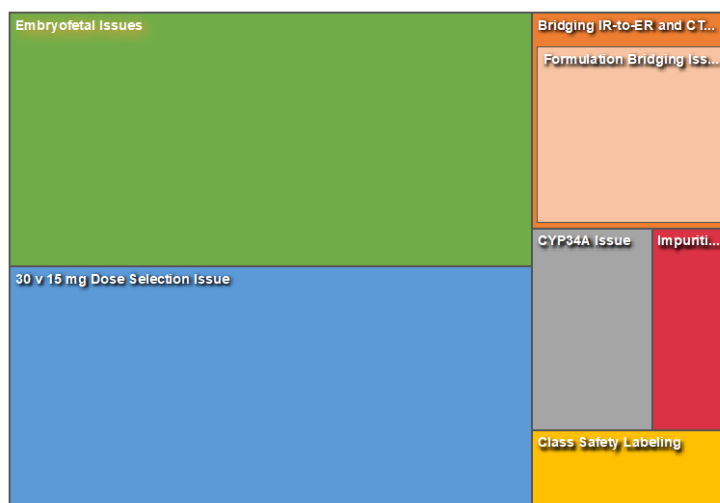 Embryofetal Issues
Bridging IR-to-ER and CT...
Formulation Bridging Iss...
CYP34A Issue
Impuriti...
30 v 15 mg Dose Selection Issue
Class Safety Labeling